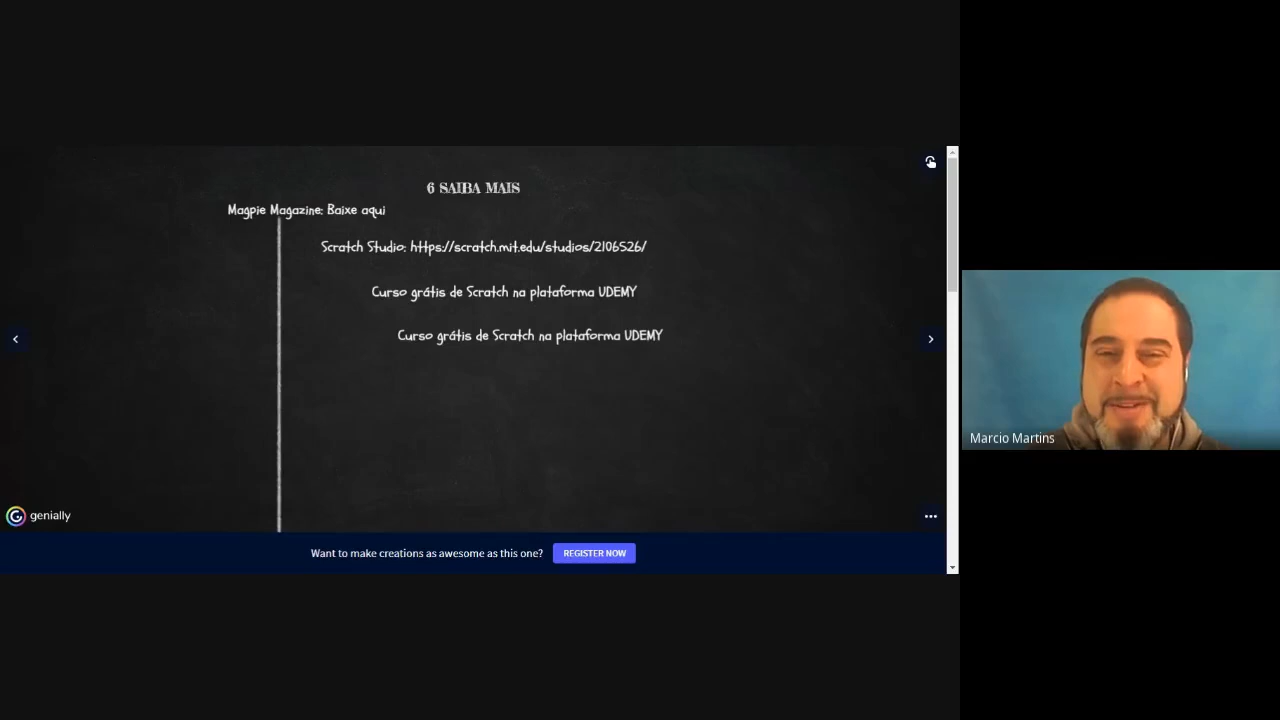 6 SAIBA MAIS
Magpie Magazine: Baixe aqui
Scratch Studio: https://scratch.mit.edu/studios/2106526/
Curso grátis de Scratch na plataforma UDEMY
Curso grátis de Scratch na plataforma UDEMY
Marcio Martins
genially
Want to make creations as awesome as this one? REGISTER NOW